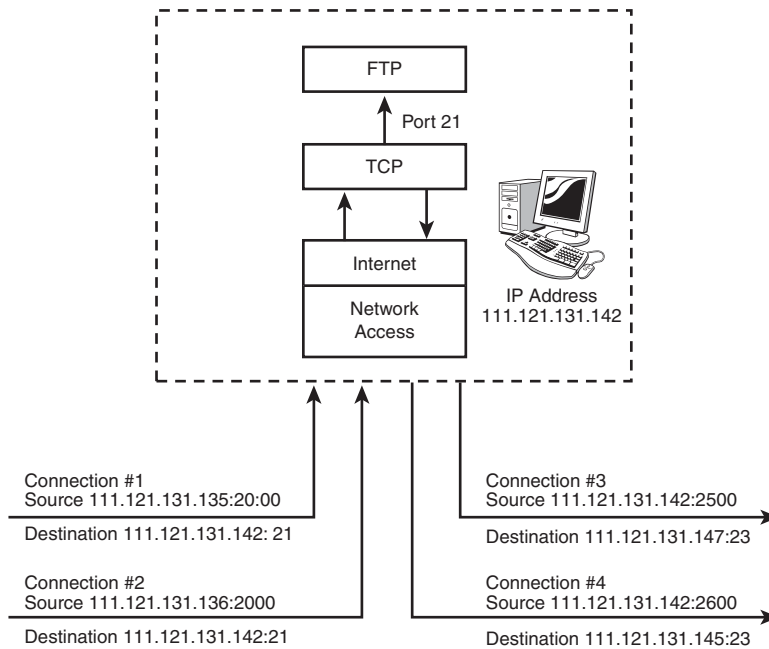 FTP
Port 21
TCP
Internet
Network
Access
IP Address
111.121.131.142
Connection #1
Source 111.121.131.135:20:00
Destination 111.121.131.142: 21
Connection #2
Source 111.121.131.136:2000
Destination 111.121.131.142:21
Connection #3
Source 111.121.131.142:2500
Destination 111.121.131.147:23
Connection #4
Source 111.121.131.142:2600
Destination 111.121.131.145:23